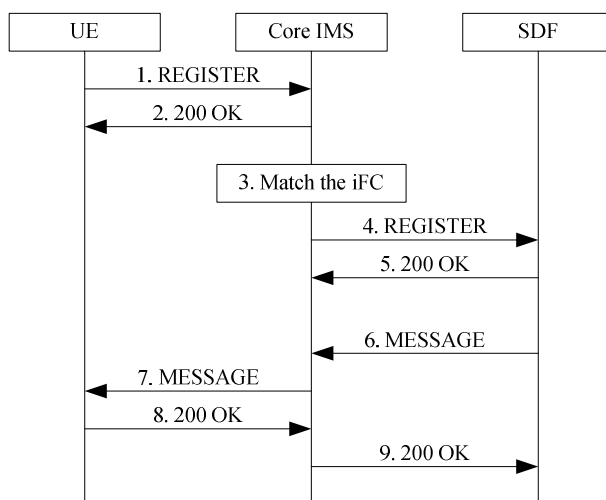 UE
Core IMS
SDF
1. REGISTER
2. 200 OK
3. Match the iFC
4. REGISTER
5. 200 OK
6. MESSAGE
7. MESSAGE
8. 200 OK
9. 200 OK